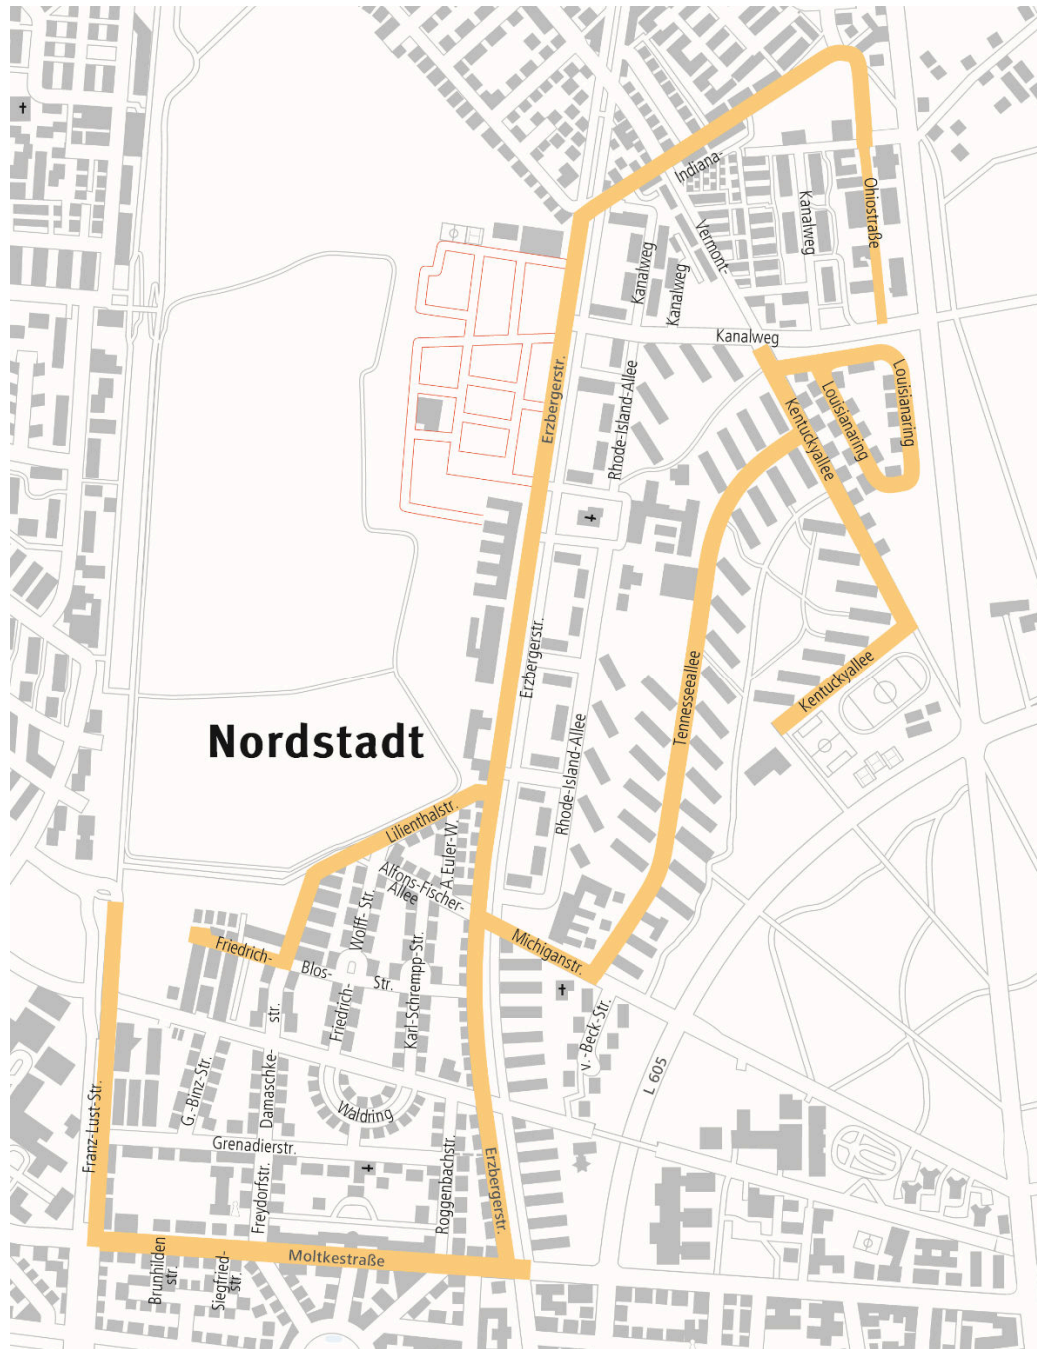 Indiana-
Ohiostraße
Kanalweg
Vermont-
Kanalweg
Kanalweg
Kanalweg
Erzbergerstr.
Rhode-Island-Allee
Louisianaring
Louisianaring
Kentuckyallee
Erzbergerstr.
Tennesseeallee
Kentuckyallee
Nordstadt
Rhode-Island-Allee
Lilienthalstr.
A.Euler-W.
Alfons-Fischer-
Allee
Wolff-Str.
Friedrich-
Michiganstr.
Friedrich-
Blos-
Str.
Karl-Schrempp-Str.
Damaschke-
str.
v.-Beck-Str.
L 605
G.-Binz-Str.
Franz-Lust-Str.
Waldring
Grenadierstr.
Roggenbachstr.
Erzbergerstr.
Freydorfstr.
Moltkestraße
Brunhilden
str.
Siegfried-
str.